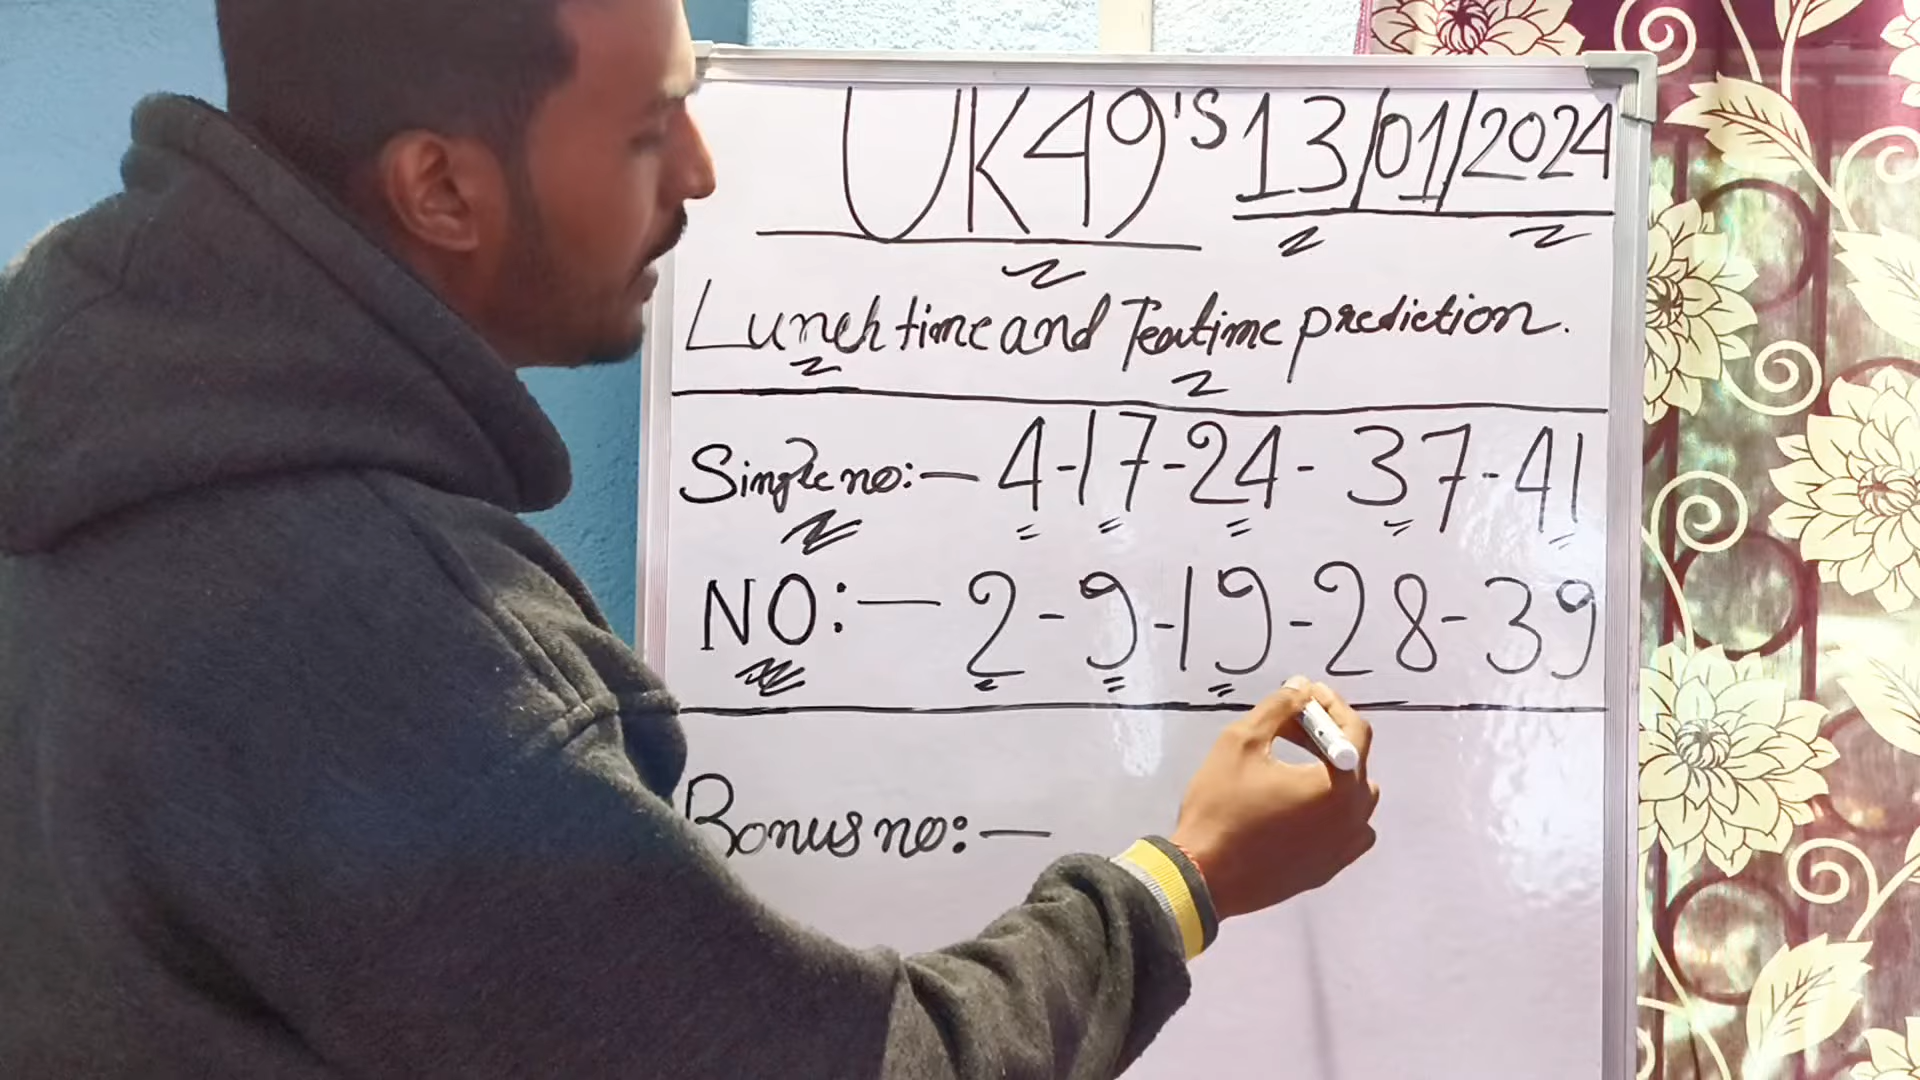 UK49's 13/01/2024
Lunch time and Teatime prediction.
Single no:— 4-17-24-37-41
NO:— 2-9-19-28-39
Bonus no:—